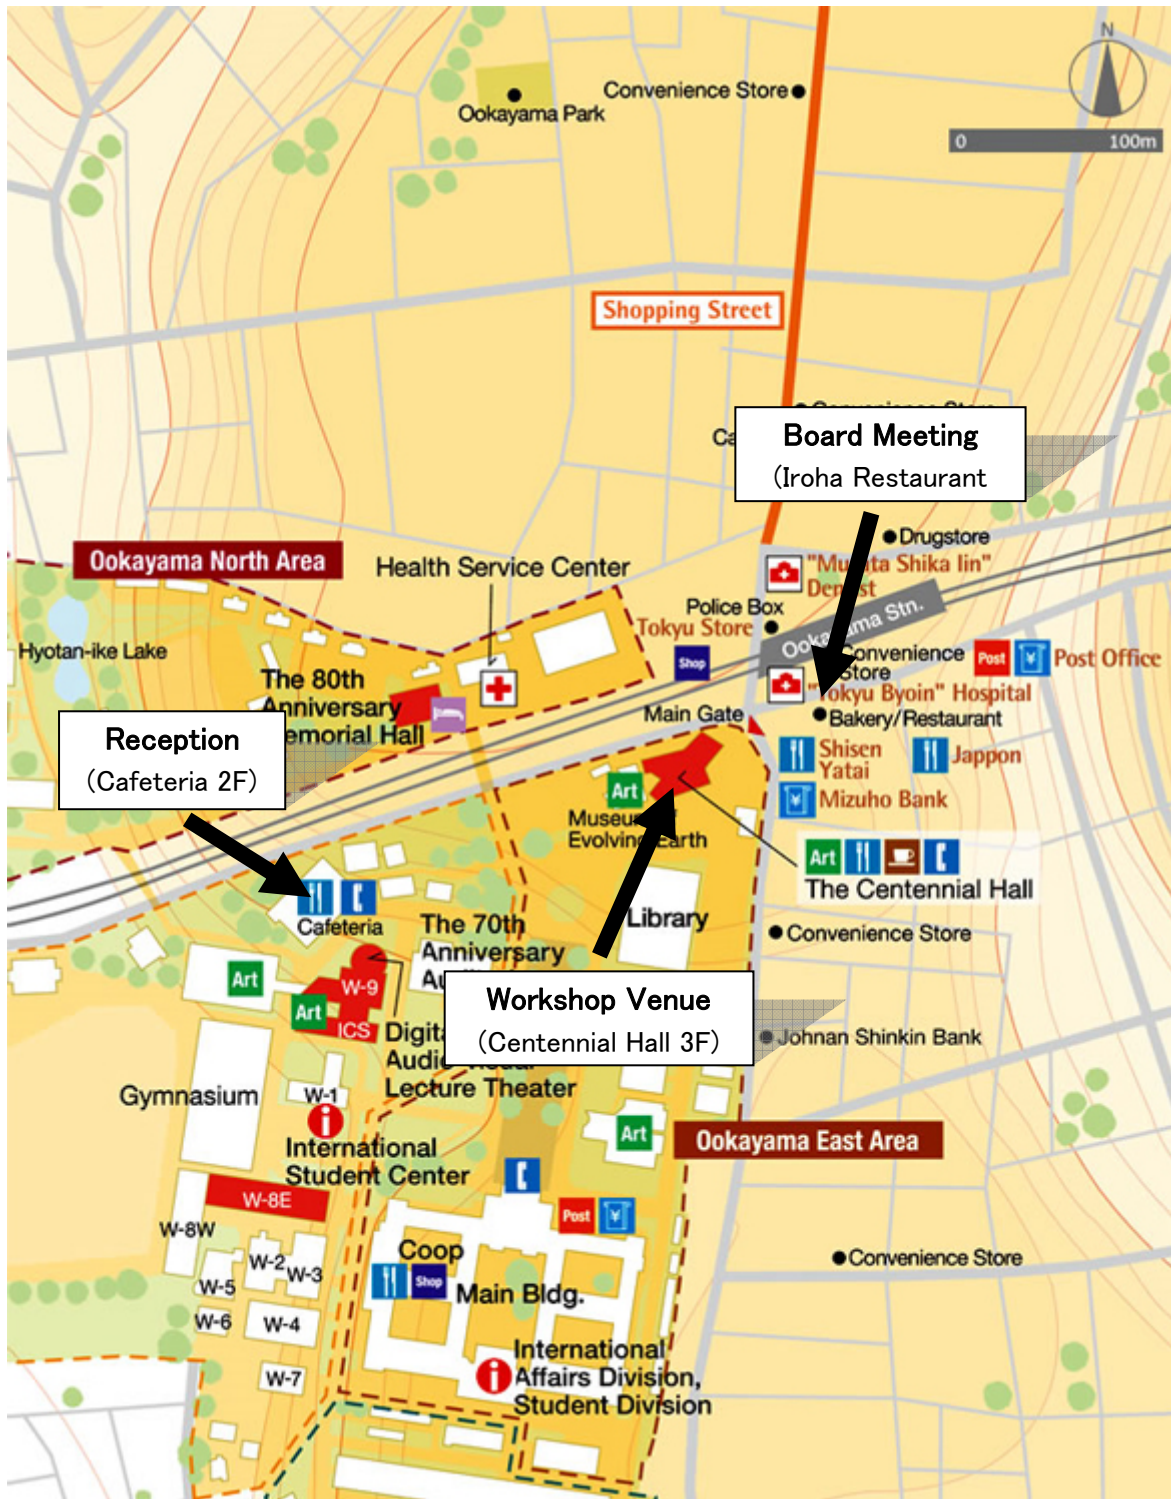 N
0 100m
Convenience Store
Ookayama Park
Shopping Street
Convenience Store
Board Meeting
(Iroha Restaurant
Drugstore
Ookayama North Area
Health Service Center
"Murata Shika Iin"
Dentist
Police Box
Tokyu Store
Ookayama Stn.
Hyotan-ike Lake
Shop
Convenience
Store
Post
Post Office
The 80th
Anniversary
Memorial Hall
"Tokyu Byoin" Hospital
Main Gate
Bakery/Restaurant
Reception
(Cafeteria 2F)
Shisen
Yatai
Jappon
Art
Mizuho Bank
Museum of
Evolving Earth
Art
The Centennial Hall
Cafeteria
Library
The 70th
Anniversary
Convenience Store
Art
W-9
Art
ICS
Workshop Venue
(Centennial Hall 3F)
Digital
Audio-Visual
Lecture Theater
Johnan Shinkin Bank
Gymnasium
W-1
i
International
Student Center
Art
Ookayama East Area
W-8E
Post
W-8W
W-2
W-3
Coop
Convenience Store
W-5
Shop
Main Bldg.
W-6
W-4
International
Affairs Division,
Student Division
i
W-7